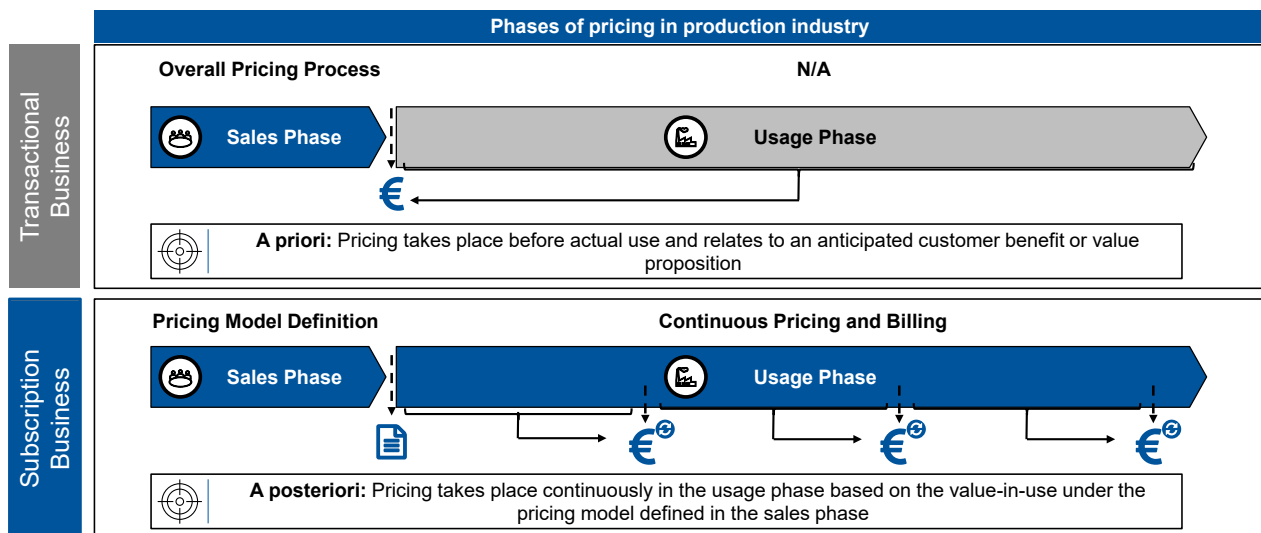 Phases of pricing in production industry
Transactional
Business
Overall Pricing Process
N/A
Sales Phase
Usage Phase
€
A priori: Pricing takes place before actual use and relates to an anticipated customer benefit or value
proposition
Subscription
Business
Pricing Model Definition
Continuous Pricing and Billing
Sales Phase
Usage Phase
€
€
€
A posteriori: Pricing takes place continuously in the usage phase based on the value-in-use under the
pricing model defined in the sales phase